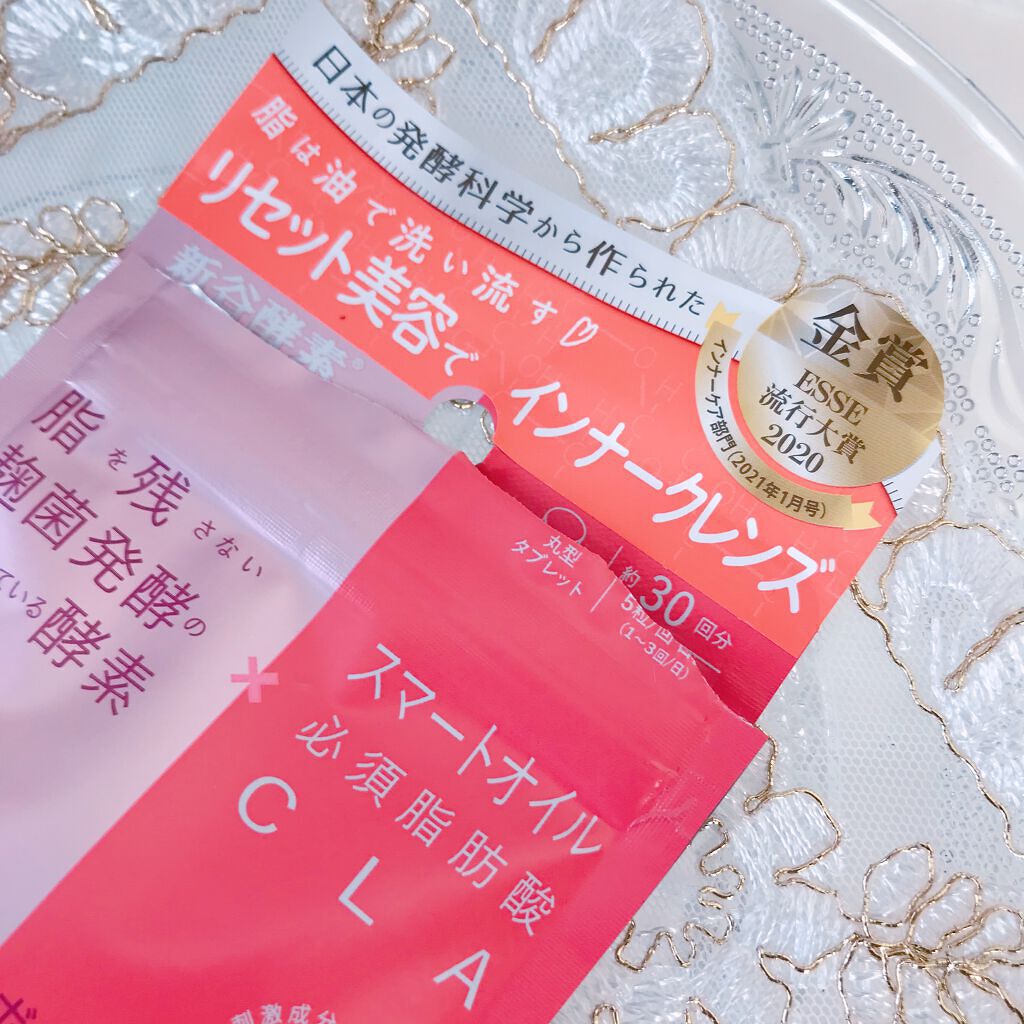 日本の発酵科学から作られた
脂は油で洗い流す♡
リセット美容で インナークレンズ
金賞
ESSE
流行大賞
2020
インナーケア部門(2021年1月号)
新谷酵素®
脂を残さない
麹菌発酵の
ている酵素
×
丸型
タブレット
約30回分
5粒/回
(1~3回/日)
スマートオイル
必須脂肪酸
CLA
刺激成分